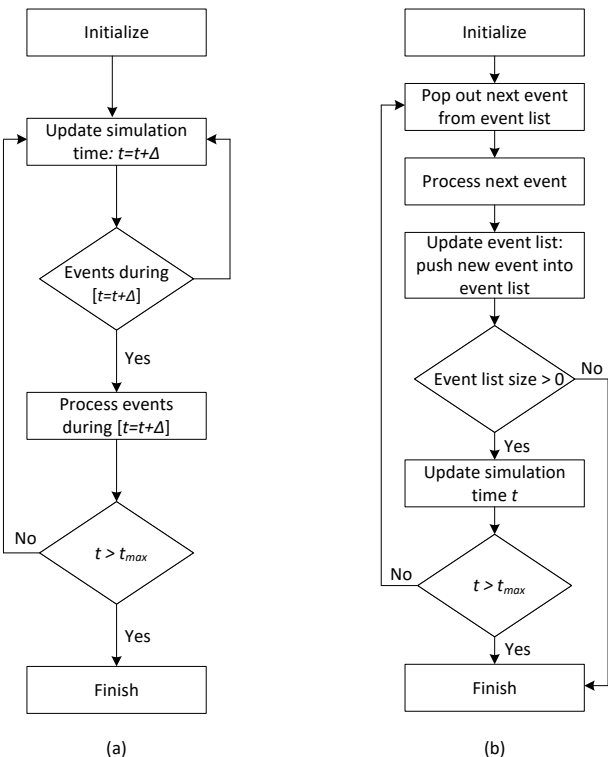 Initialize
Update simulation
time: t=t+Δ
Events during
[t=t+Δ]
Yes
Process events
during [t=t+Δ]
No
t > tmax
Yes
Finish
(a)
Initialize
Pop out next event
from event list
Process next event
Update event list:
push new event into
event list
No
Event list size > 0
Yes
Update simulation
time t
No
t > tmax
Yes
Finish
(b)